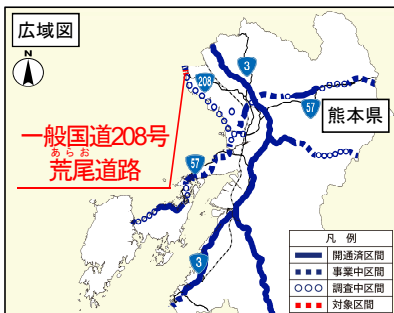 広域図
N
3
208
57
熊本県
一般国道208号
あらお
荒尾道路
57
3
凡 例
開通済区間
事業中区間
調査中区間
対象区間